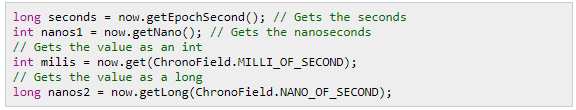 long seconds = now.getEpochSecond(); // Gets the seconds
int nanos1 = now.getNano(); // Gets the nanoseconds
// Gets the value as an int
int milis = now.get(ChronoField.MILLI_OF_SECOND);
// Gets the value as a long
long nanos2 = now.getLong(ChronoField.NANO_OF_SECOND);